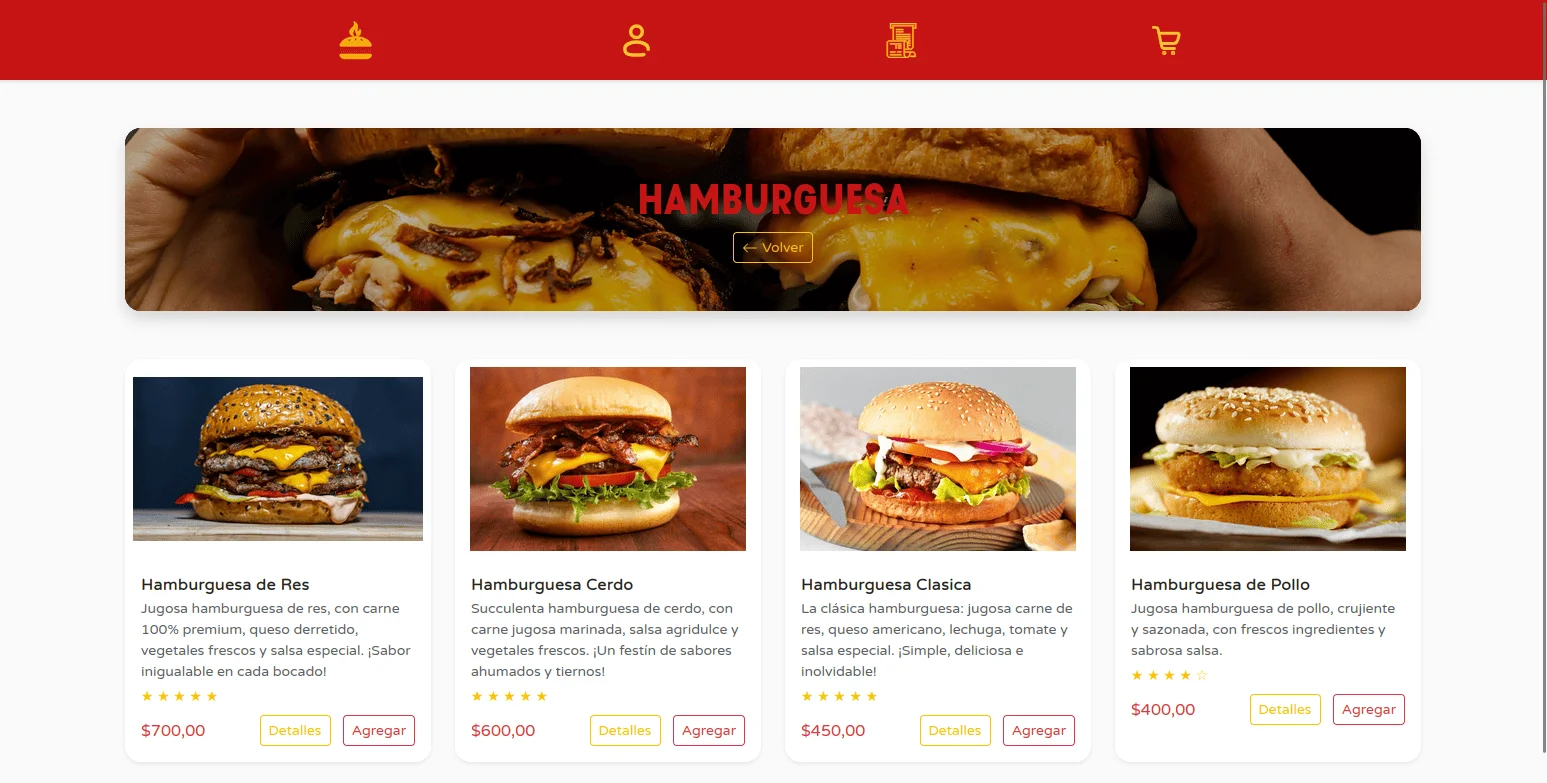 HAMBURGUESA
← Volver
Hamburguesa de Res
Jugosa hamburguesa de res, con carne
100% premium, queso derretido,
vegetales frescos y salsa especial. ¡Sabor
inigualable en cada bocado!
★ ★ ★ ★ ★
$700,00 Detalles Agregar
Hamburguesa Cerdo
Succulenta hamburguesa de cerdo, con
carne jugosa marinada, salsa agridulce y
vegetales frescos. ¡Un festín de sabores
ahumados y tiernos!
★ ★ ★ ★ ★
$600,00 Detalles Agregar
Hamburguesa Clasica
La clásica hamburguesa: jugosa carne de
res, queso americano, lechuga, tomate y
salsa especial. ¡Simple, deliciosa e
inolvidable!
★ ★ ★ ★ ★
$450,00 Detalles Agregar
Hamburguesa de Pollo
Jugosa hamburguesa de pollo, crujiente
y sazonada, con frescos ingredientes y
sabrosa salsa.
★ ★ ★ ★ ☆
$400,00 Detalles Agregar